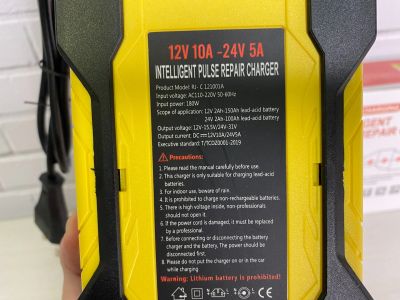 12V 10A -24V 5A
INTELLIGENT PULSE REPAIR CHARGER
Product Model: RJ- C 121001A
Input voltage: AC110-220V 50-60Hz
Input power: 180W
Scope of application: 12V 2Ah-150Ah lead-acid battery
24V 2Ah-100Ah lead-acid battery
Output voltage: 12V-15.5V/24V-31V
Output current: DC 12V10A/24V5A
Executive standard: T/TCDZ0001-2019
Precautions:
1. Please read the manual carefully before use.
2. This charger is only suitable for charging lead-acid
batteries.
3. For indoor use, beware of rain.
4. It is prohibited to charge non-rechargeable batteries.
5. There is high voltage inside, non-professionals
should not open it.
6. If the power cord is damaged, it must be replaced
by a professional.
7. Before connecting or disconnecting the battery
charger and the battery, The power should be
disconnected first.
8. Please do not put the charger on or in the car
while charging
Warning: Lithium battery is prohibited!
CE
INTELLIGENT
REPAIR